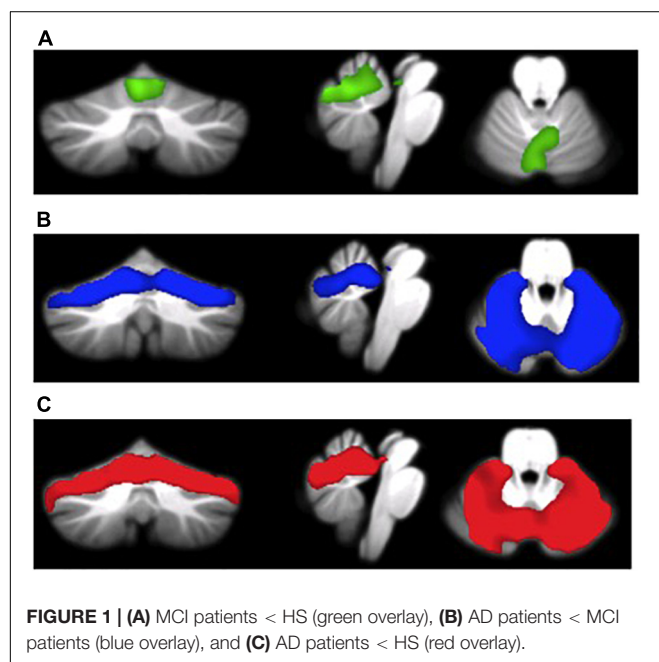 A
B
C
FIGURE 1 | (A) MCI patients < HS (green overlay), (B) AD patients < MCI
patients (blue overlay), and (C) AD patients < HS (red overlay).